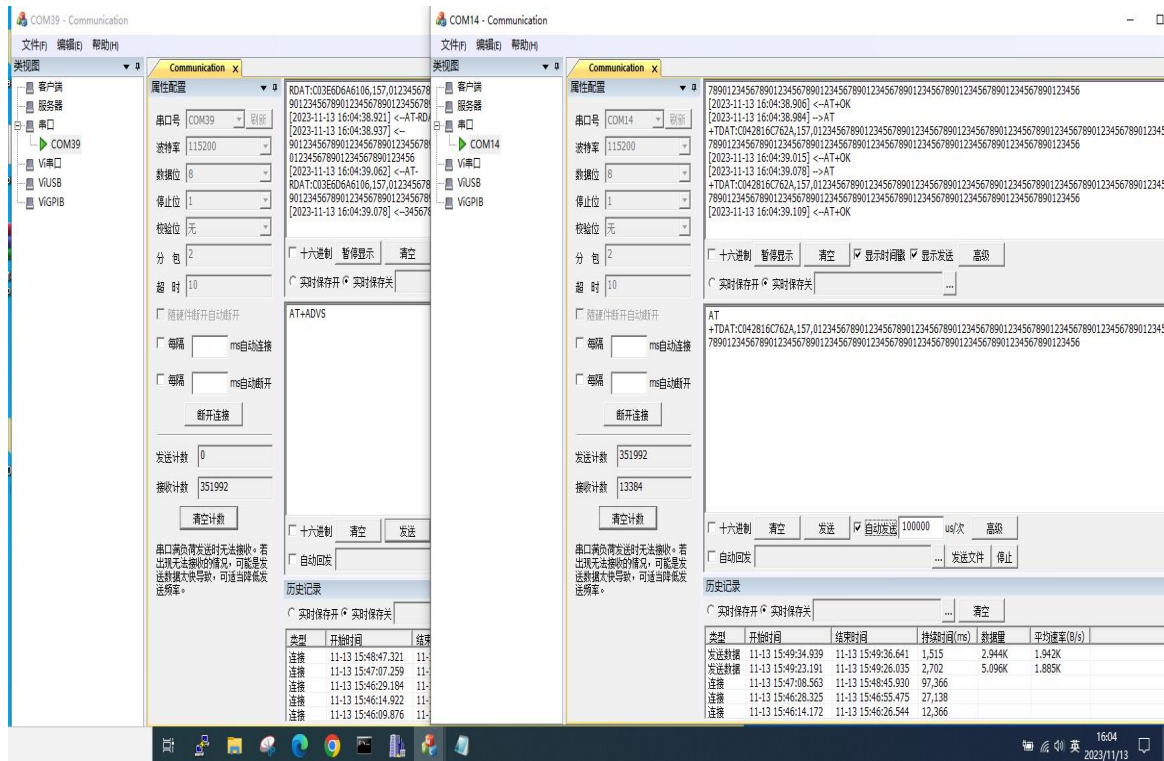 COM39 - Communication
文件(F) 编辑(E) 帮助(H)
类视图
客户端
服务器
串口
COM39
Vi串口
ViUSB
ViGPIB
Communication x
属性配置
串口号 COM39 刷新
波特率 115200
数据位 8
停止位 1
校验位 无
分 包 2
超 时 10
随硬件断开自动断开
每隔 ms自动连接
每隔 ms自动断开
断开连接
发送计数 0
接收计数 351992
清空计数
串口满负荷发送时无法接收。若
出现无法接收的情况，可能是发
送数据太快导致，可适当降低发
送频率。
RDAT:C03E6D6A6106,157,012345678
901234567890123456789012345678
[2023-11-13 16:04:38.921] <--AT-RDA
[2023-11-13 16:04:38.937] <--
901234567890123456789012345678
012345678901234567890123456
[2023-11-13 16:04:39.062] <--AT-
RDAT:C03E6D6A6106,157,012345678
901234567890123456789012345678
[2023-11-13 16:04:39.078] <--345678
十六进制 暂停显示 清空
实时保存开 实时保存关
AT+ADVS
十六进制 清空 发送
自动回发
历史记录
实时保存开 实时保存关
类型 开始时间 结束
连接 11-13 15:48:47.321 11-
连接 11-13 15:47:07.259 11-
连接 11-13 15:46:29.184 11-
连接 11-13 15:46:14.922 11-
连接 11-13 15:46:09.876 11-
COM14 - Communication
文件(F) 编辑(E) 帮助(H)
类视图
客户端
服务器
串口
COM14
Vi串口
ViUSB
ViGPIB
Communication x
属性配置
串口号 COM14 刷新
波特率 115200
数据位 8
停止位 1
校验位 无
分 包 2
超 时 10
随硬件断开自动断开
每隔 ms自动连接
每隔 ms自动断开
断开连接
发送计数 351992
接收计数 13384
清空计数
串口满负荷发送时无法接收。若
出现无法接收的情况，可能是发
送数据太快导致，可适当降低发
送频率。
789012345678901234567890123456789012345678901234567890123456
[2023-11-13 16:04:38.906] <--AT+OK
[2023-11-13 16:04:38.984] -->AT
+TDAT:C042816C762A,157,012345678901234567890123456789012345678901234567890123456789012345
789012345678901234567890123456789012345678901234567890123456
[2023-11-13 16:04:39.015] <--AT+OK
[2023-11-13 16:04:39.078] -->AT
+TDAT:C042816C762A,157,012345678901234567890123456789012345678901234567890123456789012345
789012345678901234567890123456789012345678901234567890123456
[2023-11-13 16:04:39.109] <--AT+OK
十六进制 暂停显示 清空 显示时间戳 显示发送 高级
实时保存开 实时保存关 ...
AT
+TDAT:C042816C762A,157,012345678901234567890123456789012345678901234567890123456789012345
789012345678901234567890123456789012345678901234567890123456
十六进制 清空 发送 自动发送 100000 us/次 高级
自动回发 ... 发送文件 停止
历史记录
实时保存开 实时保存关 ... 清空
类型 开始时间 结束时间 持续时间(ms) 数据量 平均速率(B/s)
发送数据 11-13 15:49:34.939 11-13 15:49:36.641 1,515 2.944K 1.942K
发送数据 11-13 15:49:23.191 11-13 15:49:26.035 2,702 5.096K 1.885K
连接 11-13 15:47:08.563 11-13 15:48:45.930 97,366
连接 11-13 15:46:28.325 11-13 15:46:55.475 27,138
连接 11-13 15:46:14.172 11-13 15:46:26.544 12,366
英 16:04
2023/11/13